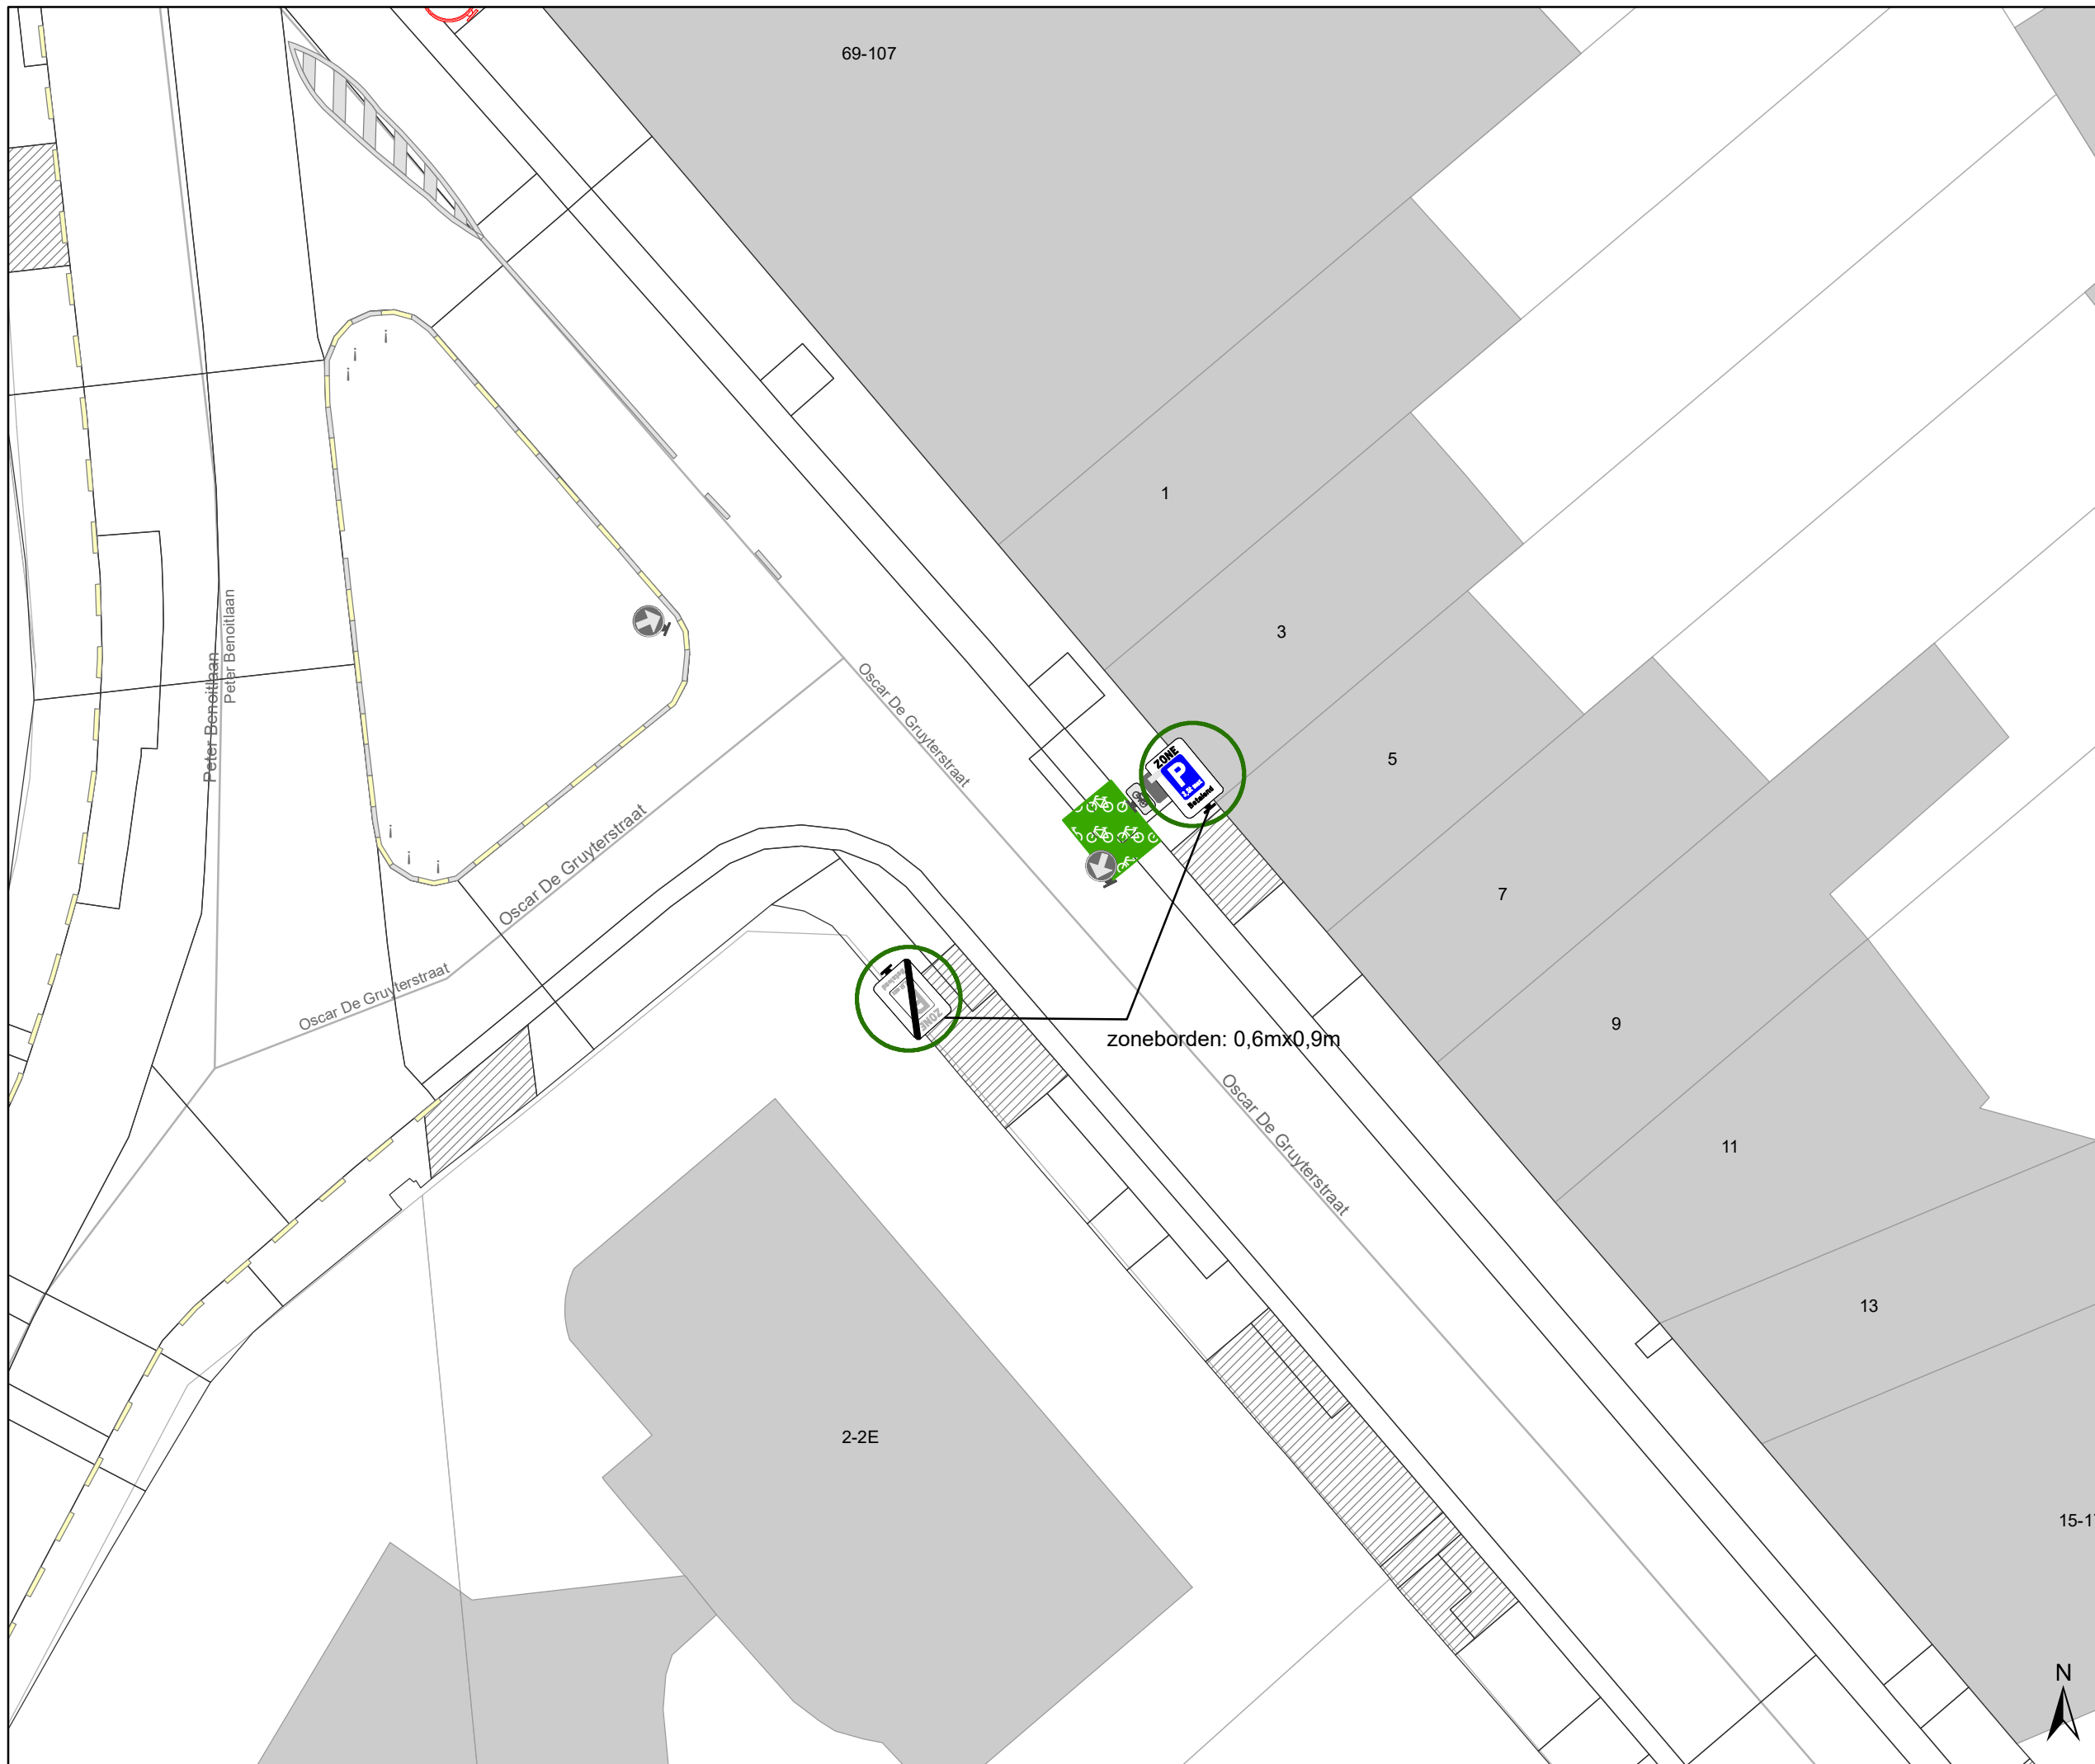 69-107
1
3
Peter Benoitlaan
Peter Benoitlaan
Oscar De Gruyterstraat
ZONE
P
Betalend
5
Oscar De Gruyterstraat
7
Oscar De Gruyterstraat
ZONE
zoneborden: 0,6mx0,9m
9
Oscar De Gruyterstraat
11
13
2-2E
15-1
N